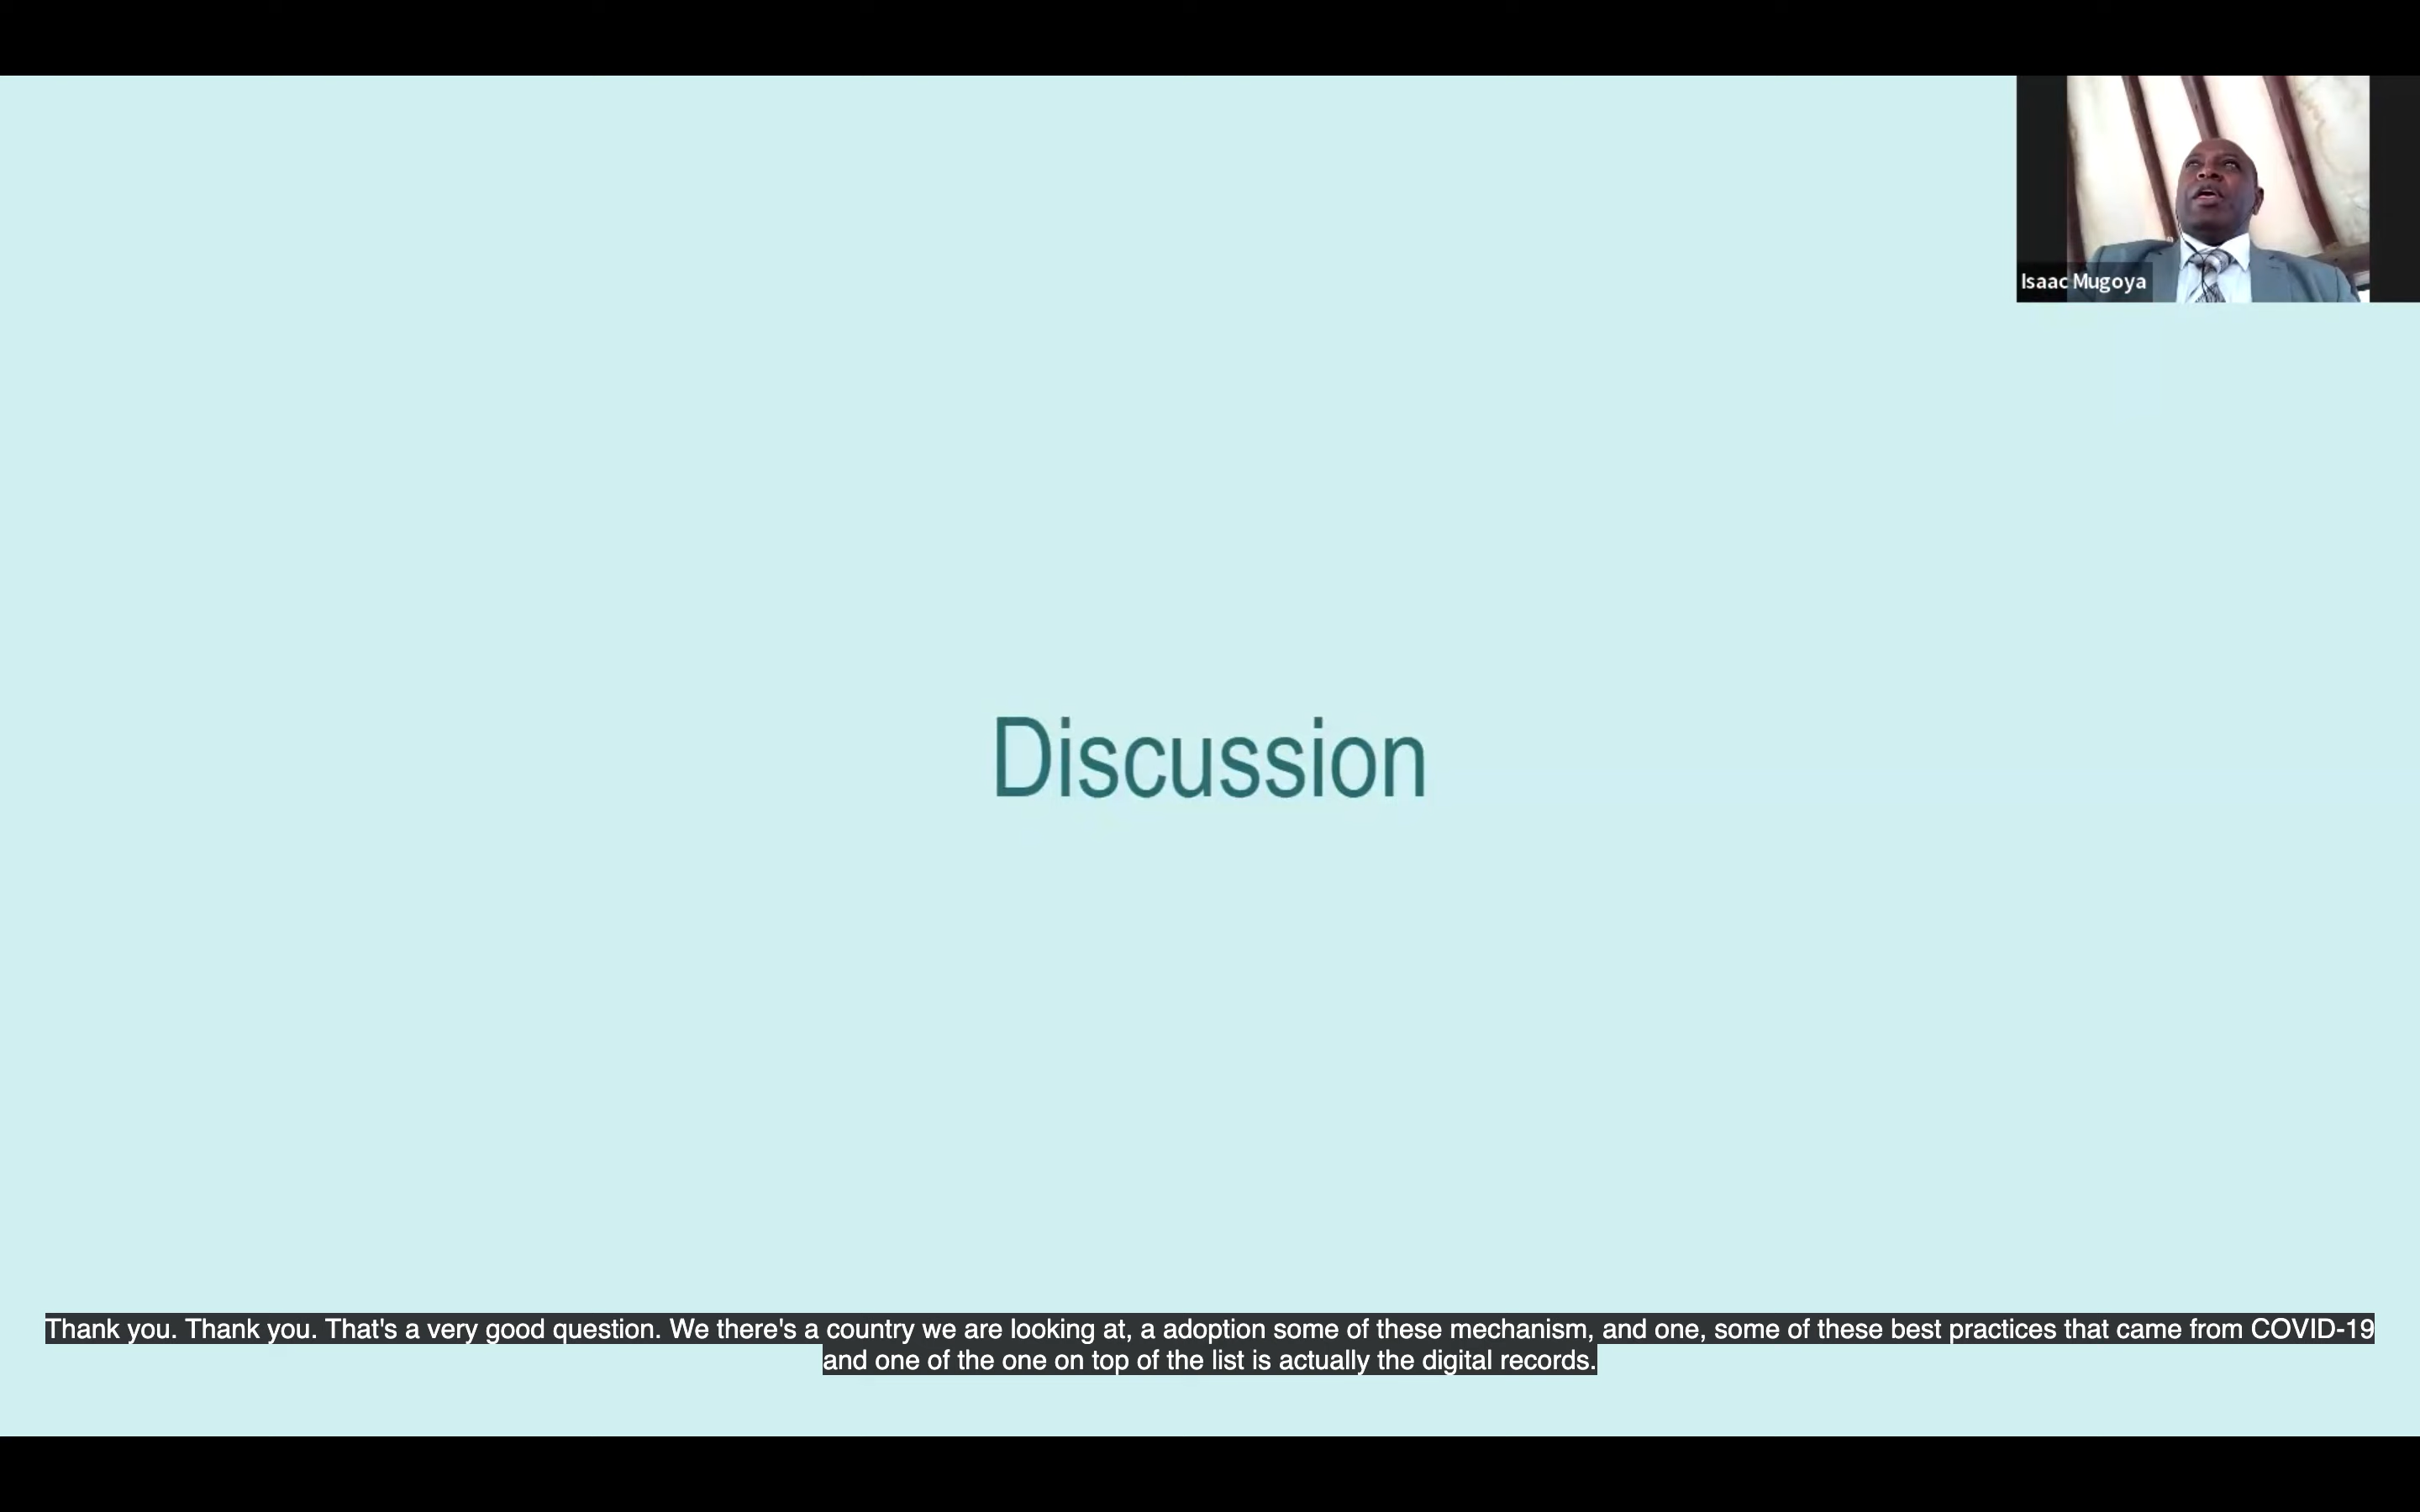 Isaac Mugoya
Discussion
Thank you. Thank you. That's a very good question. We there's a country we are looking at, a adoption some of these mechanism, and one, some of these best practices that came from COVID-19
and one of the one on top of the list is actually the digital records.